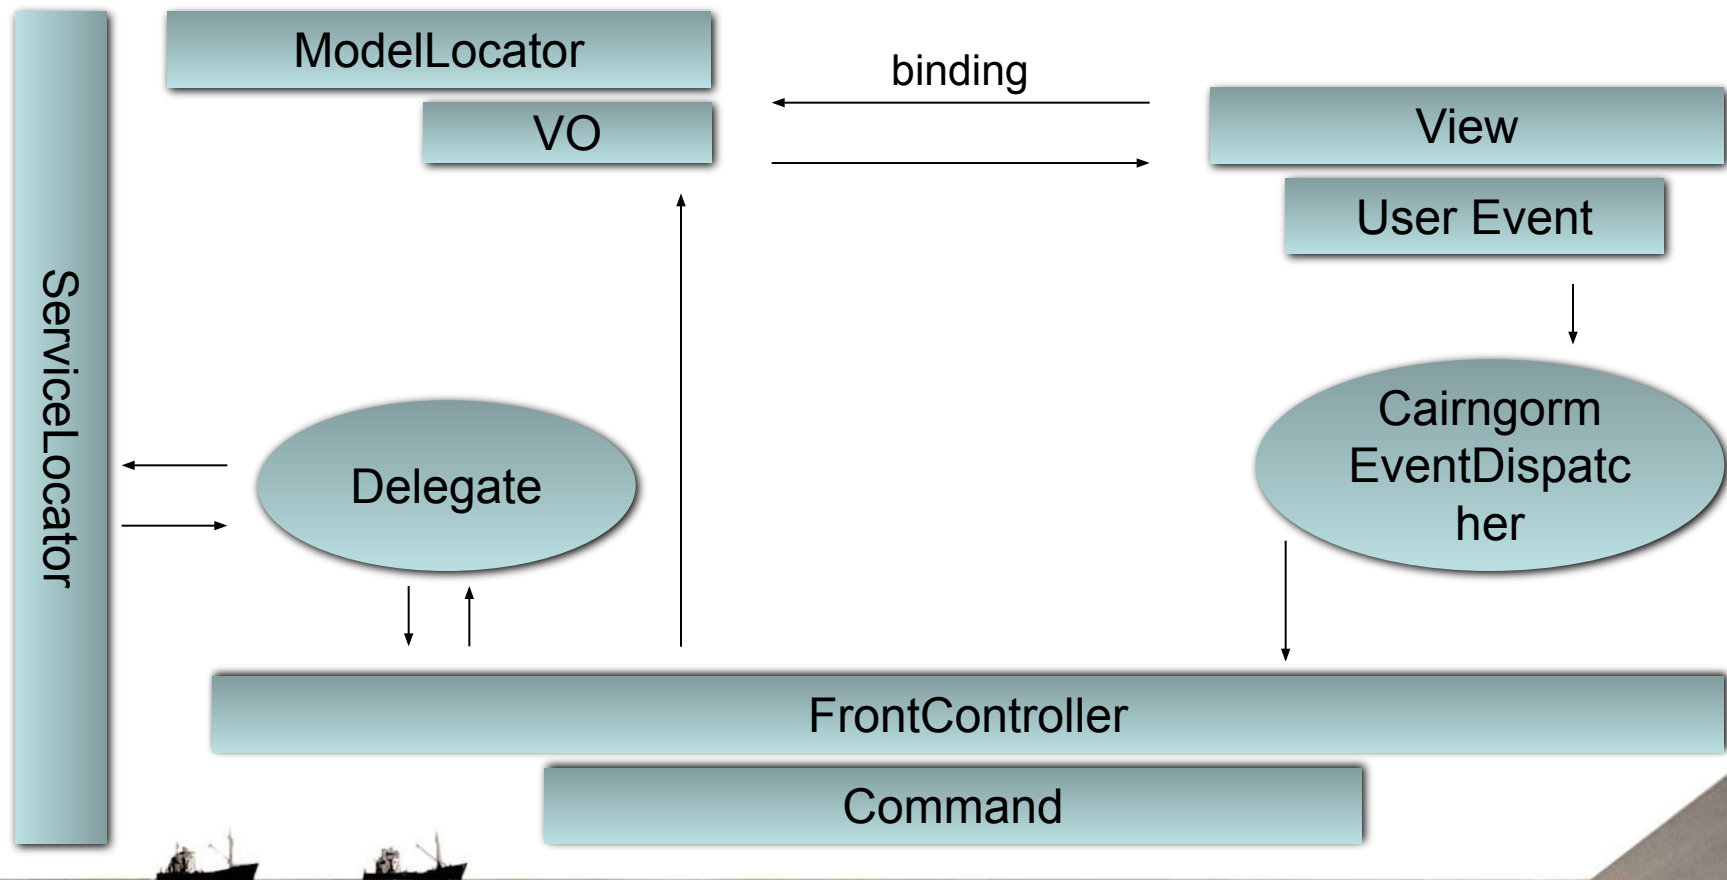 ModelLocator
binding
VO
View
User Event
ServiceLocator
Cairngorm
EventDispatc
her
Delegate
FrontController
Command